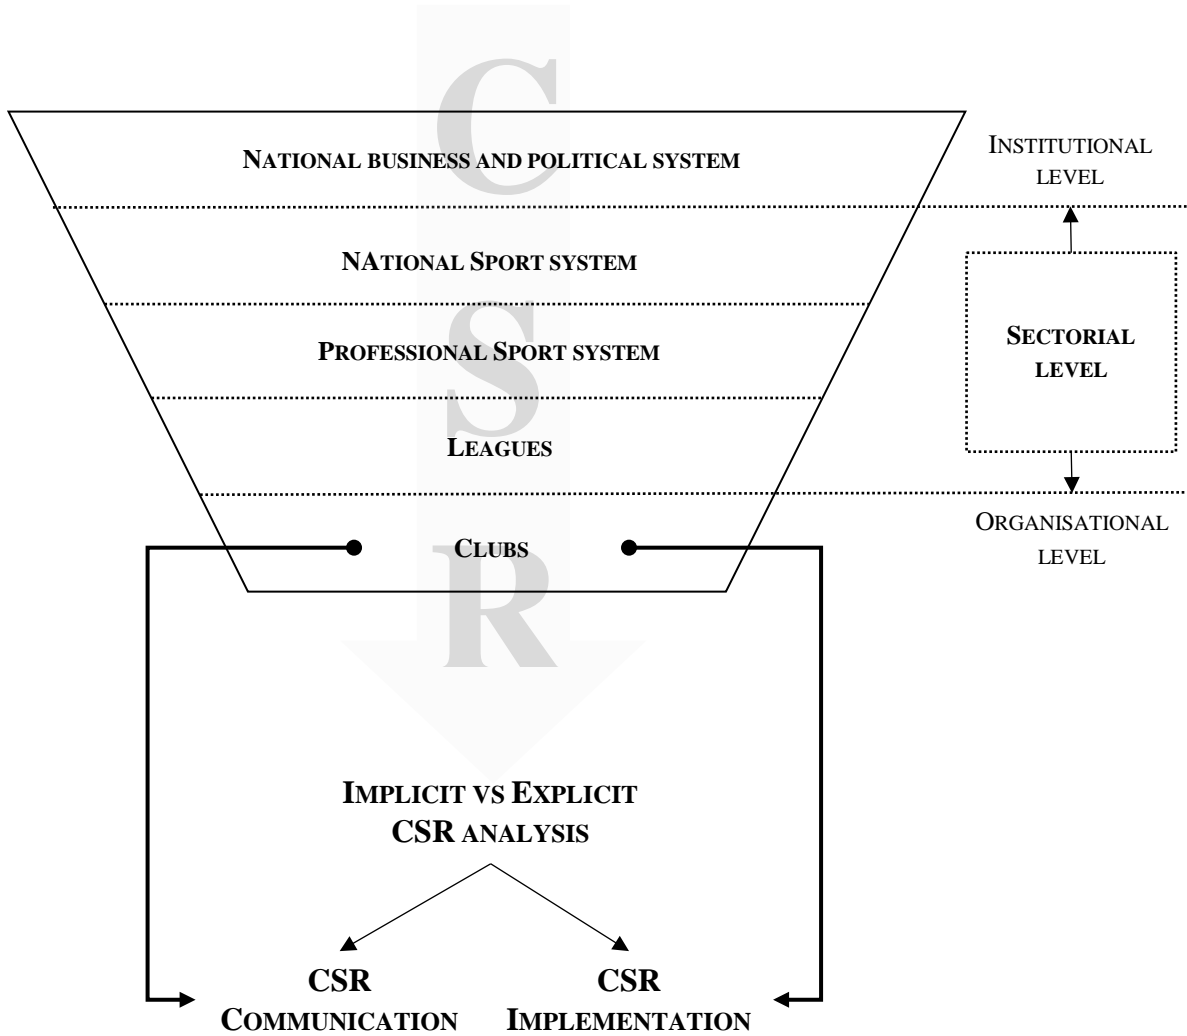 C
NATIONAL BUSINESS AND POLITICAL SYSTEM
INSTITUTIONAL
LEVEL
NATIONAL SPORT SYSTEM
S
PROFESSIONAL SPORT SYSTEM
SECTORIAL
LEVEL
LEAGUES
ORGANISATIONAL
LEVEL
CLUBS
R
IMPLICIT VS EXPLICIT
CSR ANALYSIS
CSR
COMMUNICATION
CSR
IMPLEMENTATION